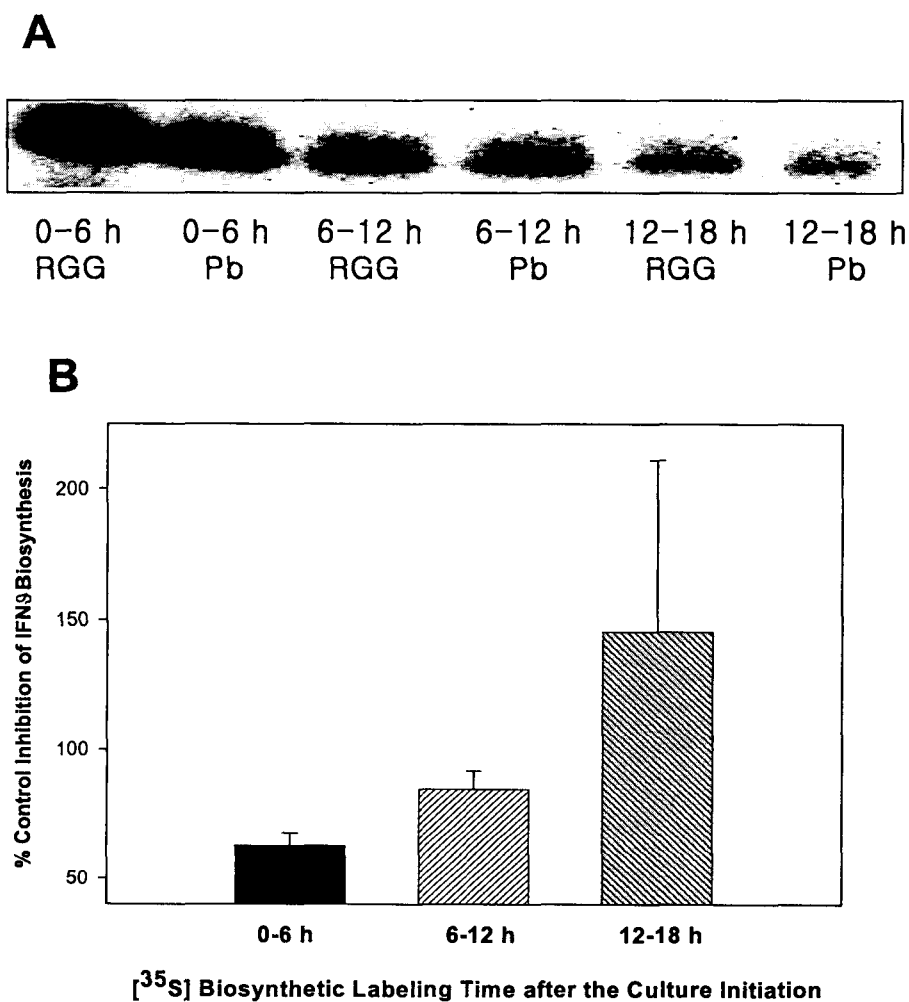 A
0-6 h 0-6 h 6-12 h 6-12 h 12-18 h 12-18 h
RGG Pb RGG Pb RGG Pb
B
% Control Inhibition of IFNϑ Biosynthesis
200
150
100
50
0-6 h 6-12 h 12-18 h
[³⁵S] Biosynthetic Labeling Time after the Culture Initiation